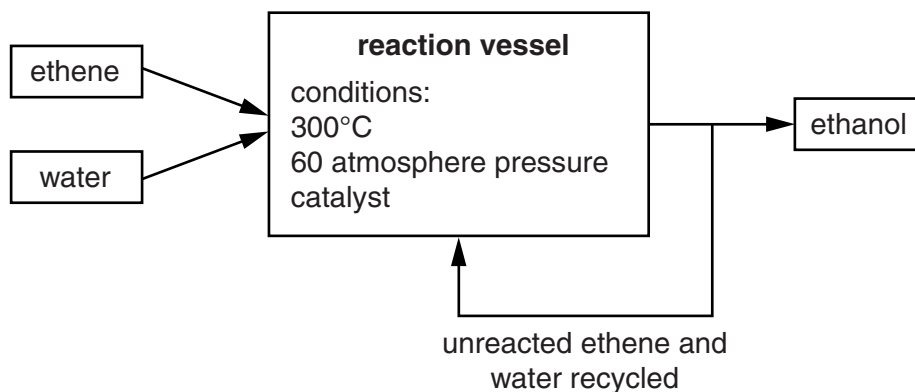 ethene
water
reaction vessel
conditions:
300°C
60 atmosphere pressure
catalyst
ethanol
unreacted ethene and
water recycled